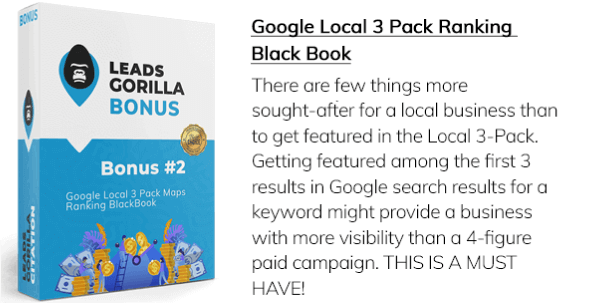 BONUS
LEADS
GORILLA
BONUS
Bonus #2
Google Local 3 Pack Maps
Ranking BlackBook
LEADS
CITATION
Google Local 3 Pack Ranking
Black Book
There are few things more
sought-after for a local business than
to get featured in the Local 3-Pack.
Getting featured among the first 3
results in Google search results for a
keyword might provide a business
with more visibility than a 4-figure
paid campaign. THIS IS A MUST
HAVE!